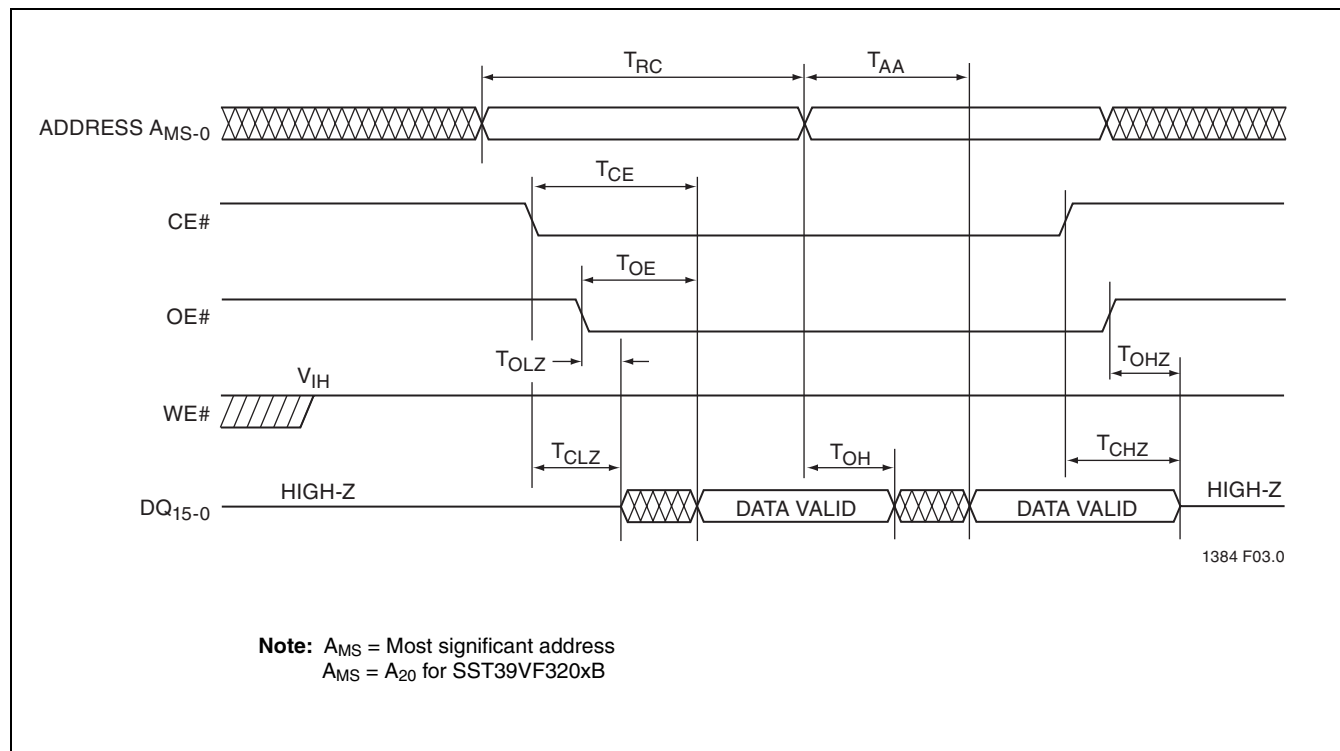 TRC TAA
ADDRESS AMS-0
TCE
CE#
TOE
OE#
TOLZ TOHZ
VIH
WE#
TCLZ TOH TCHZ
HIGH-Z HIGH-Z
DQ15-0 DATA VALID DATA VALID
1384 F03.0
Note: AMS = Most significant address
AMS = A20 for SST39VF320xB